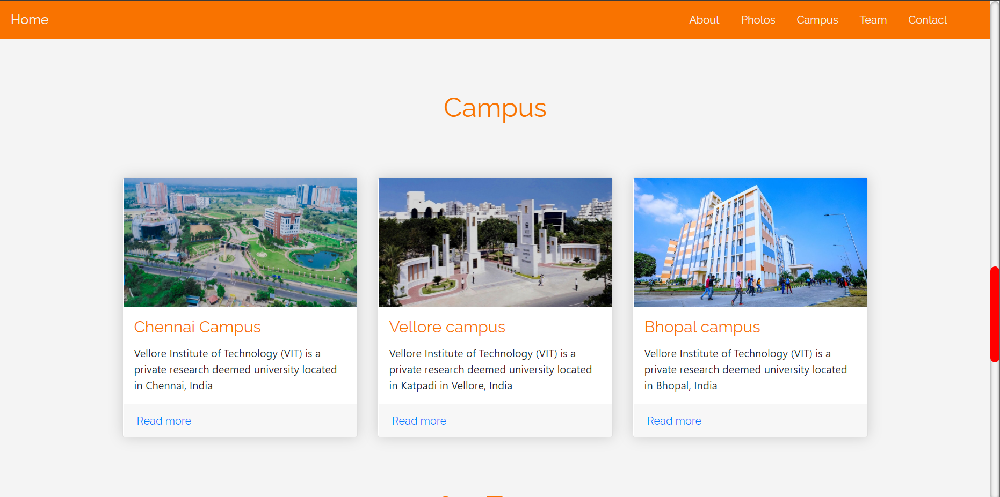 Home
About
Photos
Campus
Team
Contact
Campus
Chennai Campus
Vellore Institute of Technology (VIT) is a
private research deemed university located
in Chennai, India
Read more
Vellore campus
Vellore Institute of Technology (VIT) is a
private research deemed university located
in Katpadi in Vellore, India
Read more
Bhopal campus
Vellore Institute of Technology (VIT) is a
private research deemed university located
in Bhopal, India
Read more